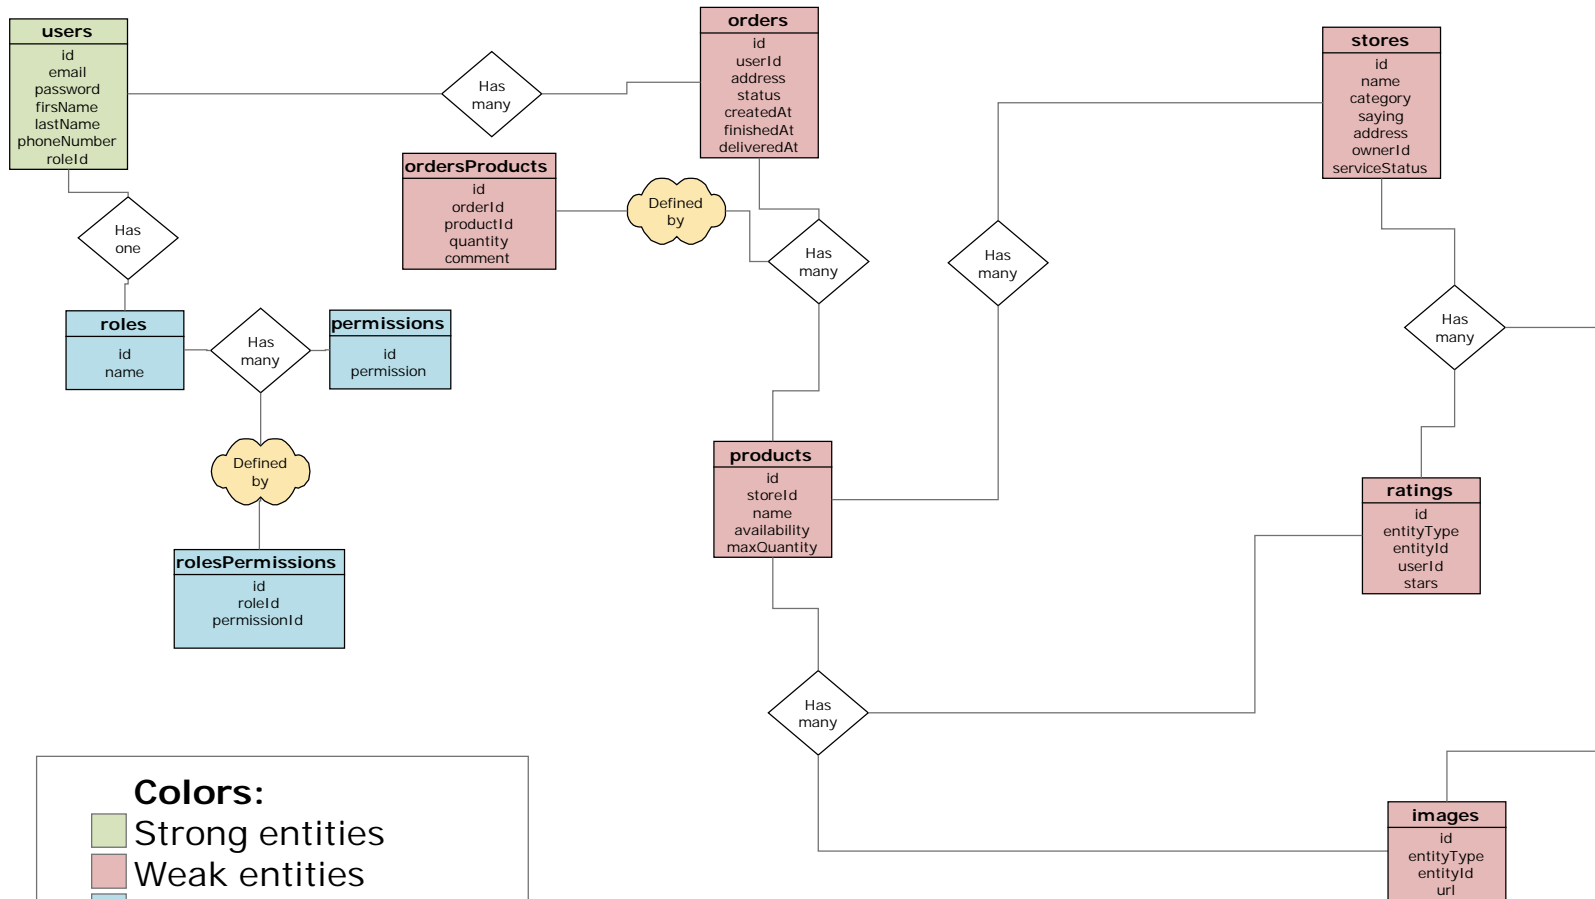 users
id
email
password
firsName
lastName
phoneNumber
roleId
Has
many
orders
id
userId
address
status
createdAt
finishedAt
deliveredAt
stores
id
name
category
saying
address
ownerId
serviceStatus
ordersProducts
id
orderId
productId
quantity
comment
Defined
by
Has
many
Has
many
Has
one
Has
many
roles
id
name
Has
many
permissions
id
permission
Defined
by
rolesPermissions
id
roleId
permissionId
products
id
storeId
name
availability
maxQuantity
ratings
id
entityType
entityId
userId
stars
Has
many
images
id
entityType
entityId
url
Colors:
Strong entities
Weak entities